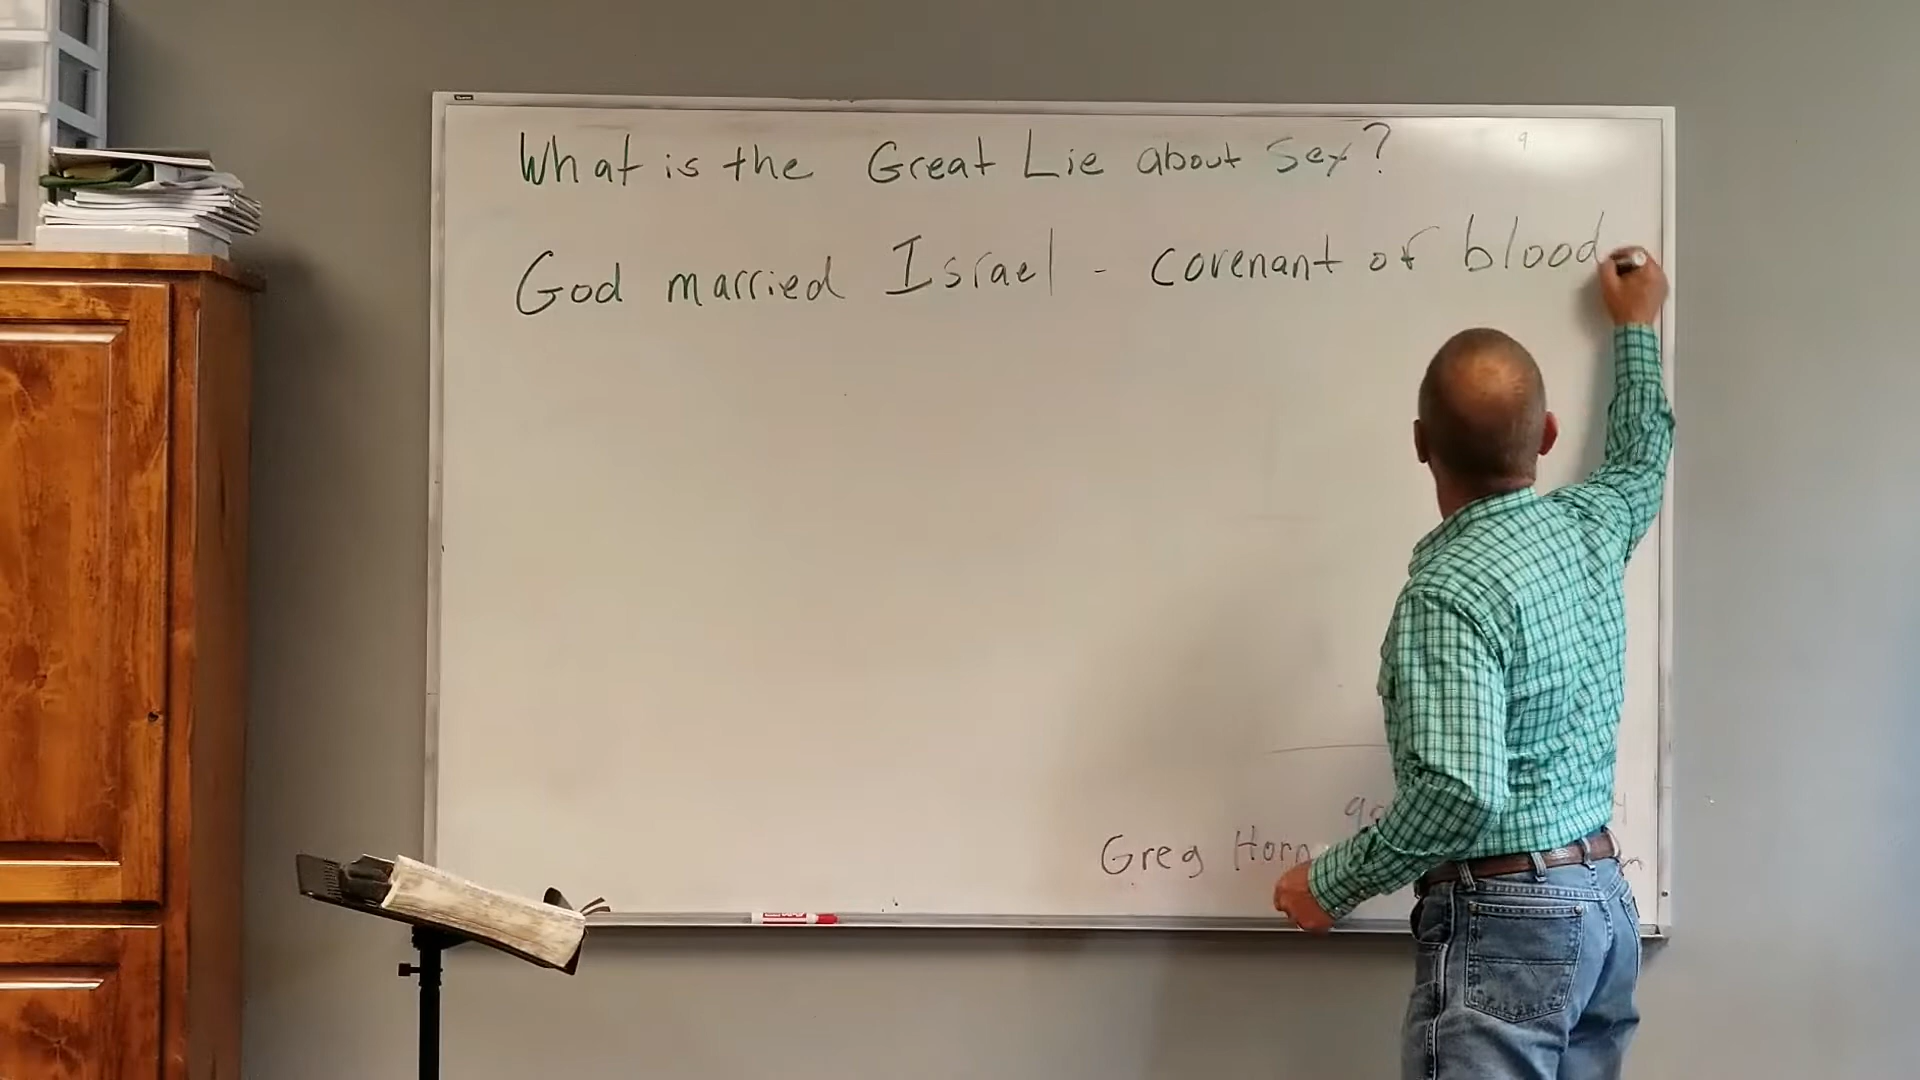 What is the Great Lie about Sex?
God married Israel - covenant of blood
Greg Horn